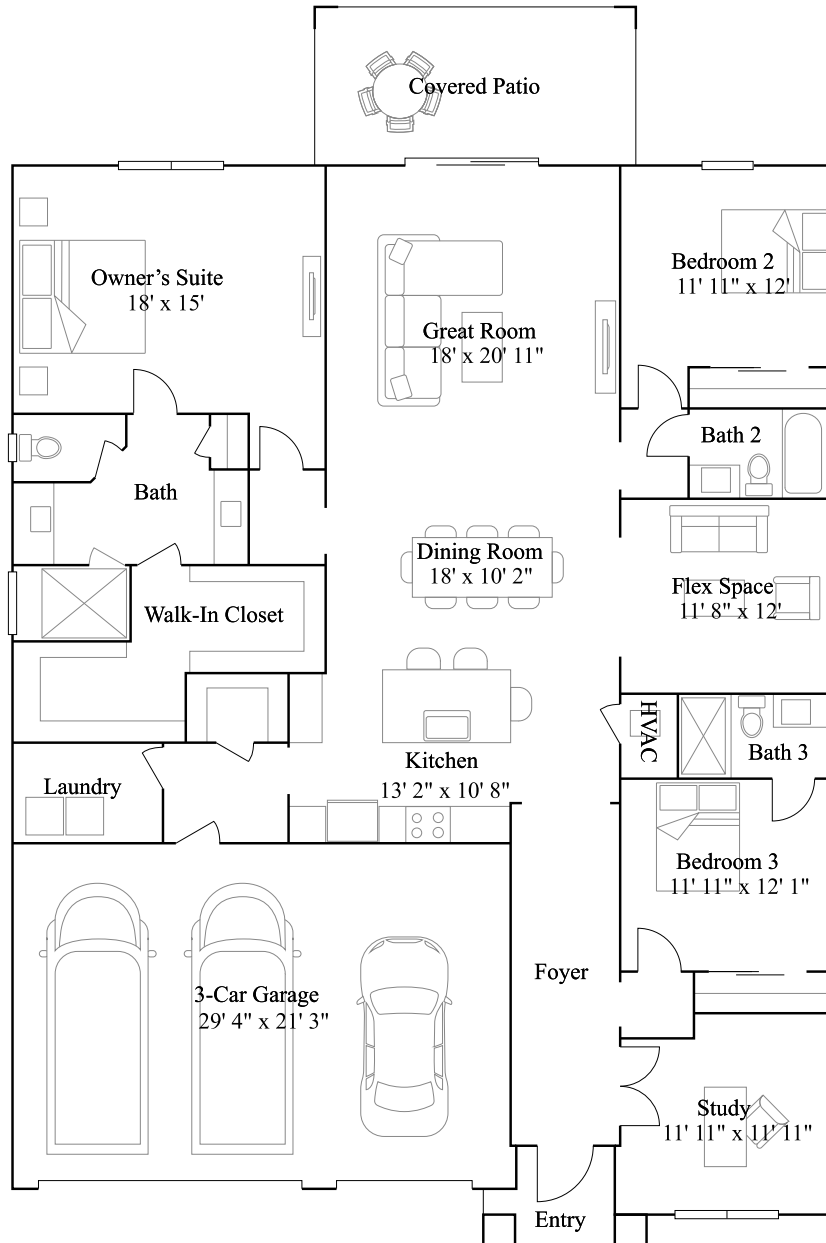 Covered Patio
Owner’s Suite
18' x 15'
Great Room
18' x 20' 11"
Bedroom 2
11' 11" x 12'
Bath 2
Bath
Dining Room
18' x 10' 2"
Flex Space
11' 8" x 12'
Walk-In Closet
HVAC
Bath 3
Kitchen
13' 2" x 10' 8"
Laundry
Bedroom 3
11' 11" x 12' 1"
Foyer
3-Car Garage
29' 4" x 21' 3"
Study
11' 11" x 11' 11"
Entry